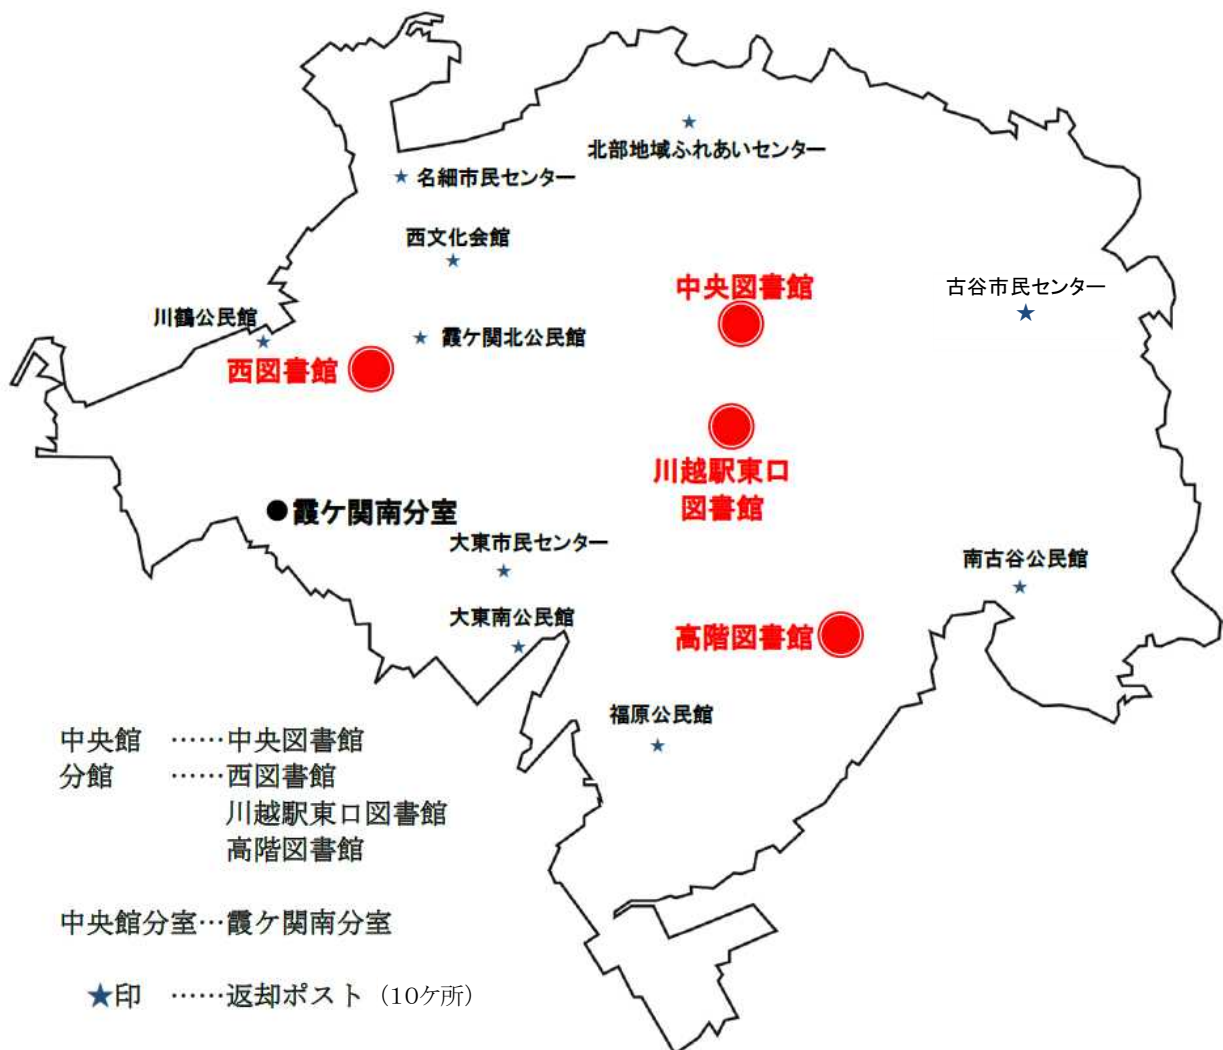 北部地域ふれあいセンター
★ 名細市民センター
西文化会館
中央図書館
古谷市民センター
川鶴公民館
霞ケ関北公民館
西図書館
川越駅東口
図書館
●霞ケ関南分室
大東市民センター
南古谷公民館
大東南公民館
高階図書館
福原公民館
中央館 ……中央図書館
分館 ……西図書館
川越駅東口図書館
高階図書館
中央館分室…霞ケ関南分室
★印 ……返却ポスト（10ケ所）